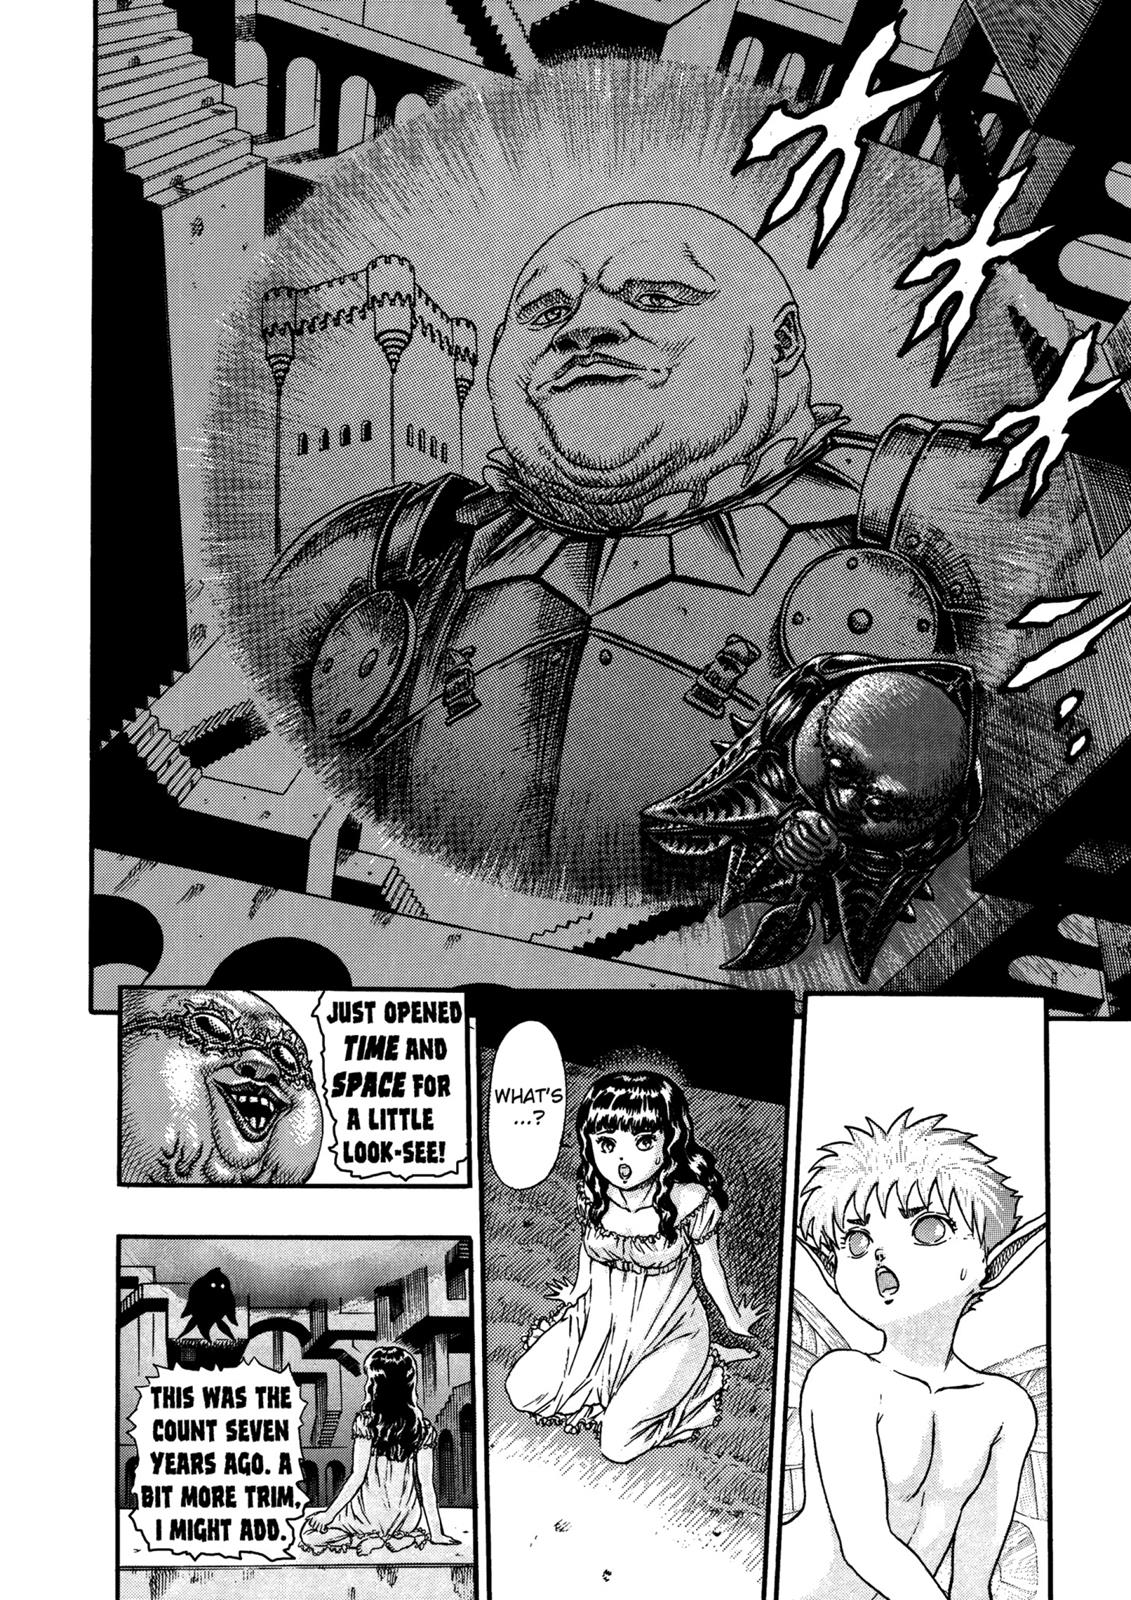 オ
オ
オ
ン
WHAT'S
...?
JUST OPENED
TIME AND
SPACE FOR
A LITTLE
LOOK-SEE!
THIS WAS THE
COUNT SEVEN
YEARS AGO. A
BIT MORE TRIM,
I MIGHT ADD.